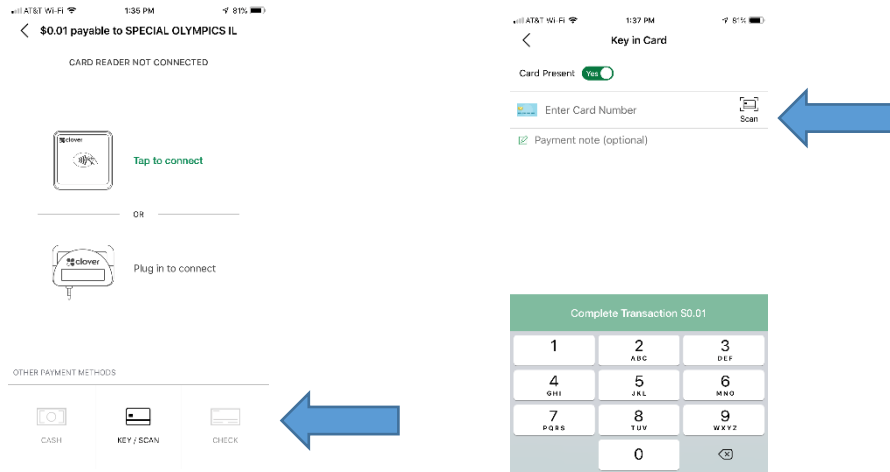 AT&T Wi-Fi 1:35 PM 81%
$0.01 payable to SPECIAL OLYMPICS IL
CARD READER NOT CONNECTED
clover
Tap to connect
OR
clover
Plug in to connect
OTHER PAYMENT METHODS
CASH KEY / SCAN CHECK
AT&T Wi-Fi 1:37 PM 81%
Key in Card
Card Present Yes
Enter Card Number Scan
Payment note (optional)
Complete Transaction $0.01
1 2 3
ABC DEF
4 5 6
GHI JKL MNO
7 8 9
PQRS TUV WXYZ
0